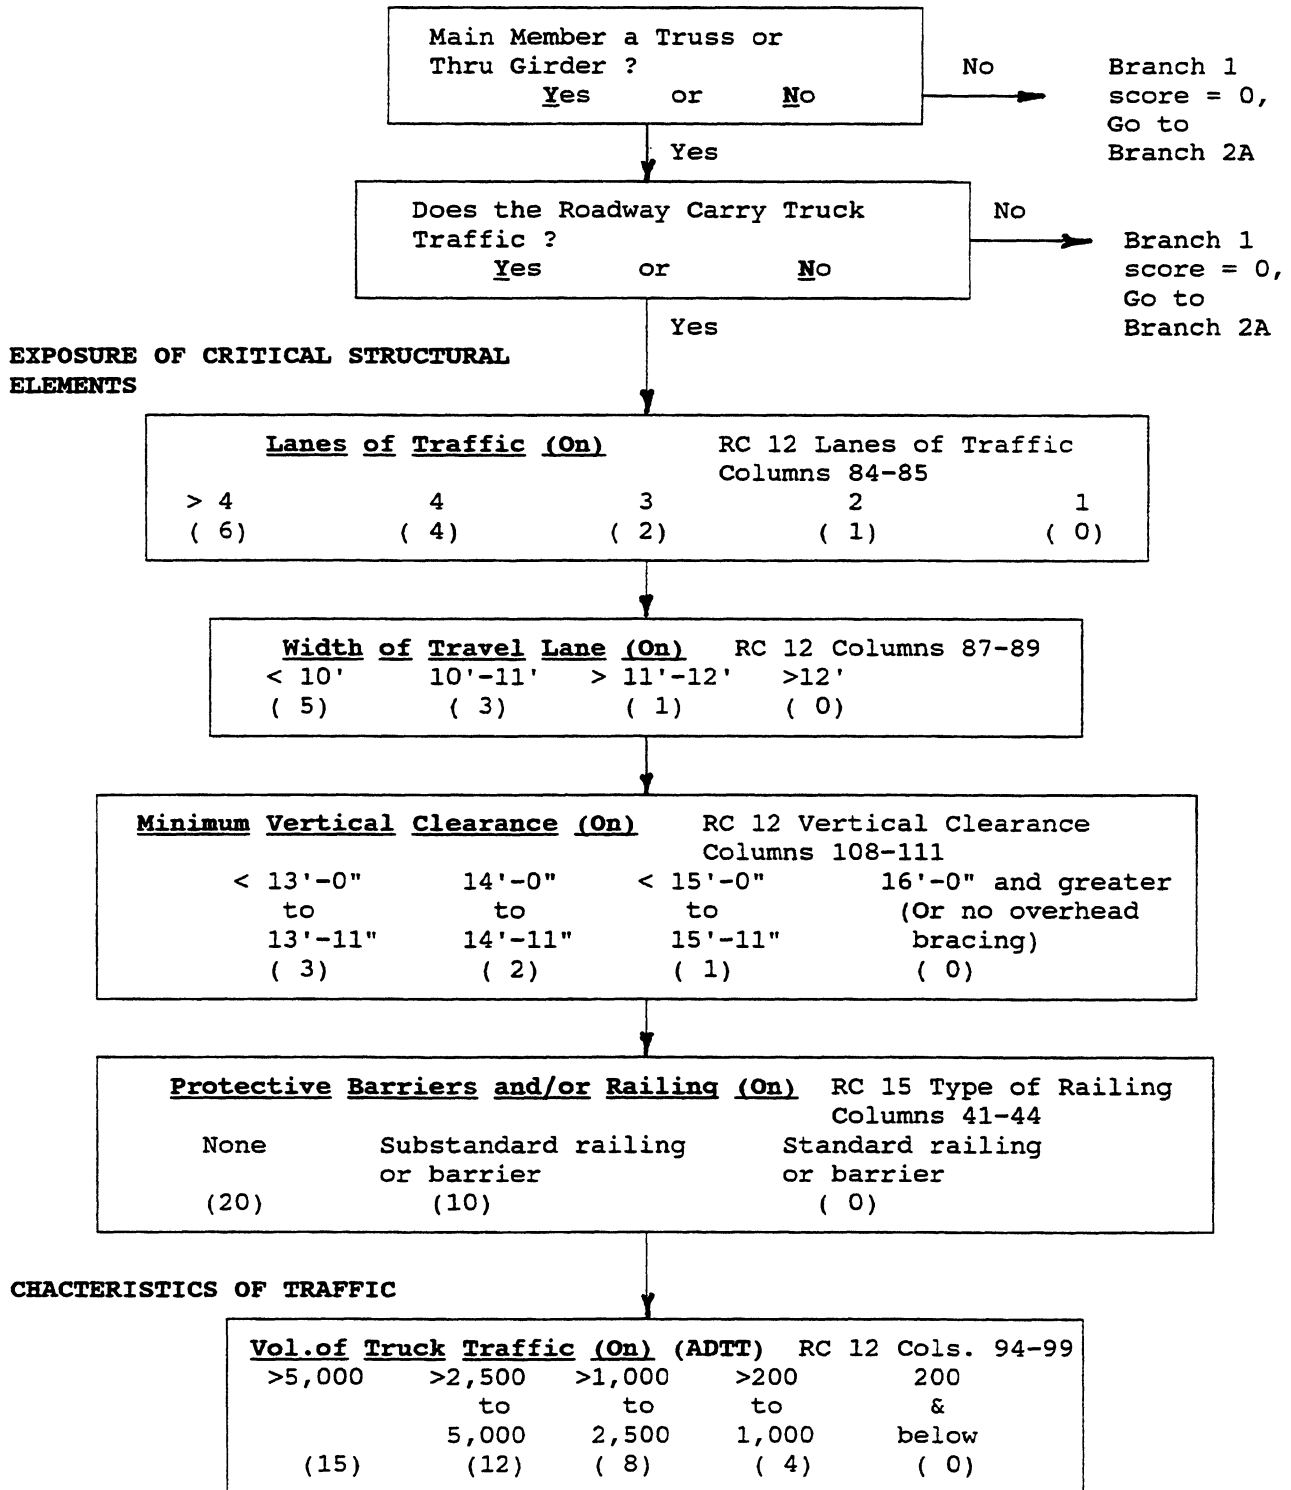 Main Member a Truss or
Thru Girder ?
Yes or No
No
Branch 1
score = 0,
Go to
Branch 2A
Yes
Does the Roadway Carry Truck
Traffic ?
Yes or No
No
Branch 1
score = 0,
Go to
Branch 2A
Yes
EXPOSURE OF CRITICAL STRUCTURAL
ELEMENTS
Lanes of Traffic (On) RC 12 Lanes of Traffic
Columns 84-85
> 4 4 3 2 1
( 6) ( 4) ( 2) ( 1) ( 0)
Width of Travel Lane (On) RC 12 Columns 87-89
< 10' 10'-11' > 11'-12' >12'
( 5) ( 3) ( 1) ( 0)
Minimum Vertical Clearance (On) RC 12 Vertical Clearance
Columns 108-111
< 13'-0" 14'-0" < 15'-0" 16'-0" and greater
to to to (Or no overhead
13'-11" 14'-11" 15'-11" bracing)
( 3) ( 2) ( 1) ( 0)
Protective Barriers and/or Railing (On) RC 15 Type of Railing
Columns 41-44
None Substandard railing Standard railing
or barrier or barrier
(20) (10) ( 0)
CHACTERISTICS OF TRAFFIC
Vol.of Truck Traffic (On) (ADTT) RC 12 Cols. 94-99
>5,000 >2,500 >1,000 >200 200
to to to &
5,000 2,500 1,000 below
(15) (12) ( 8) ( 4) ( 0)